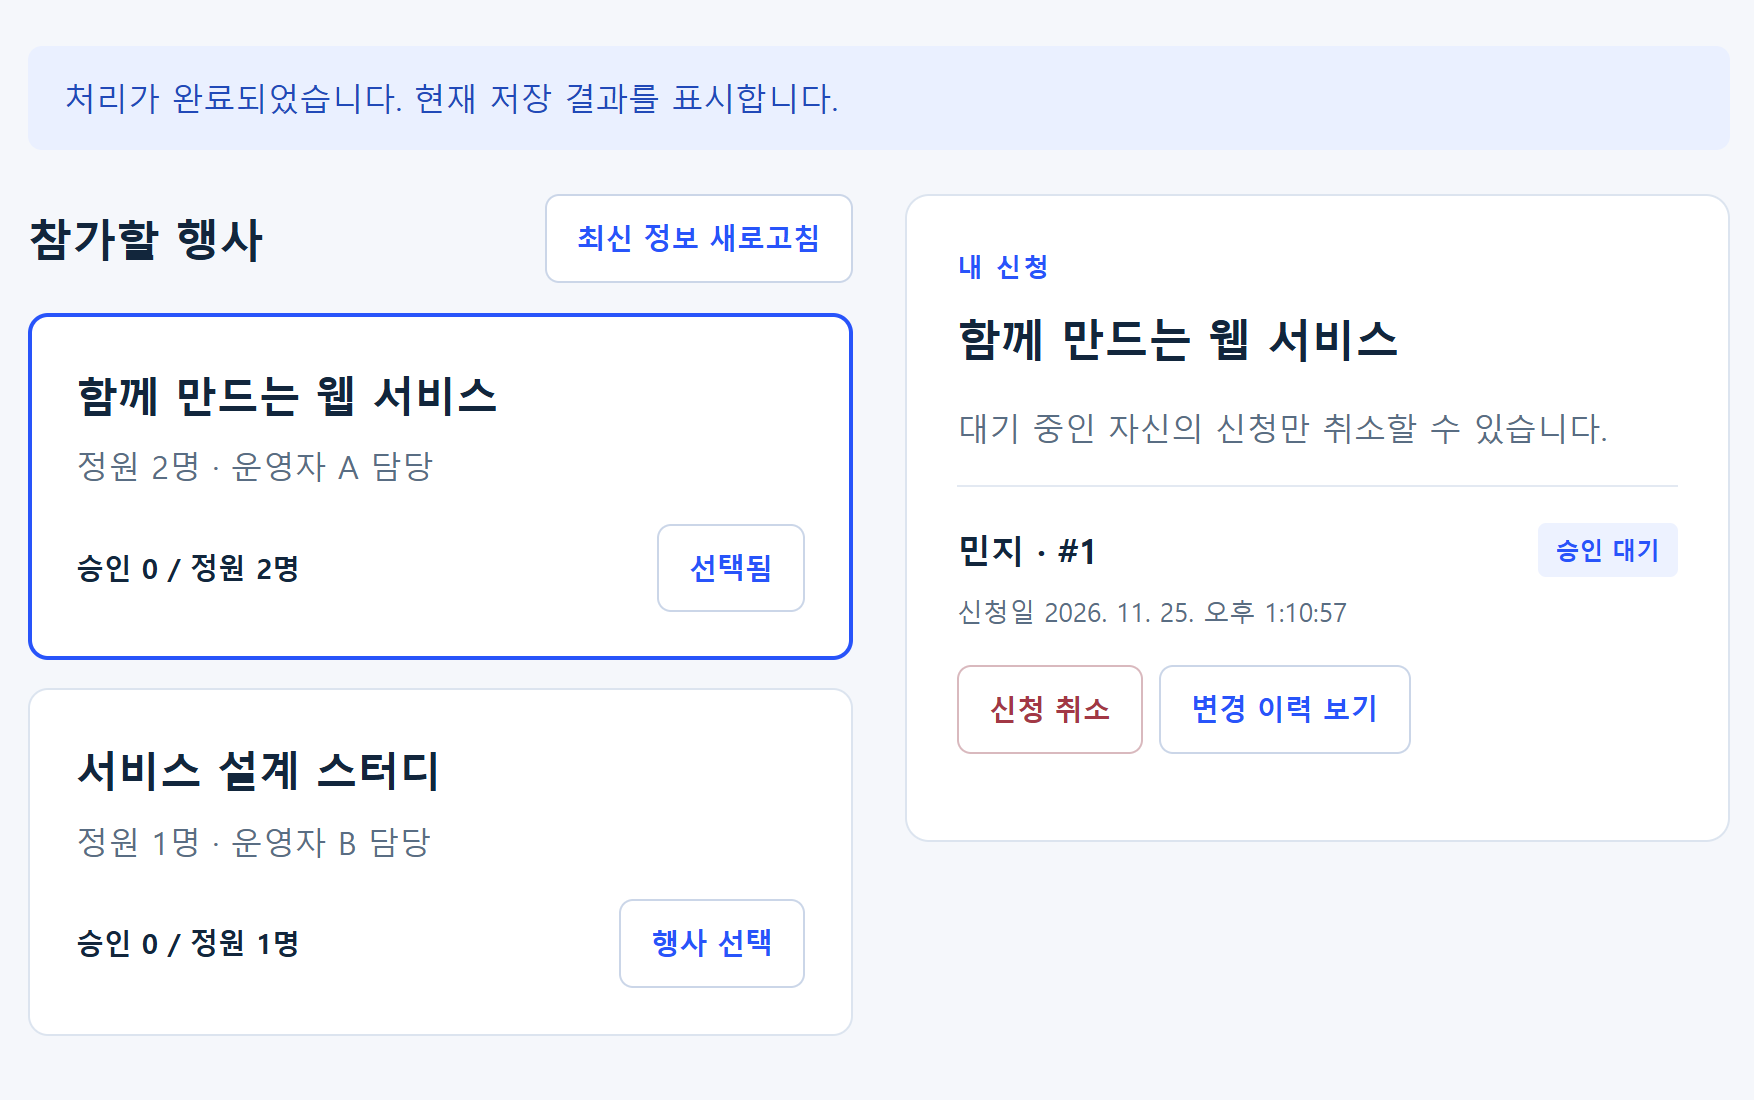 처리가 완료되었습니다. 현재 저장 결과를 표시합니다.
참가할 행사
최신 정보 새로고침
함께 만드는 웹 서비스
정원 2명 · 운영자 A 담당
승인 0 / 정원 2명
선택됨
서비스 설계 스터디
정원 1명 · 운영자 B 담당
승인 0 / 정원 1명
행사 선택
내 신청
함께 만드는 웹 서비스
대기 중인 자신의 신청만 취소할 수 있습니다.
민지 · #1
승인 대기
신청일 2026. 11. 25. 오후 1:10:57
신청 취소
변경 이력 보기